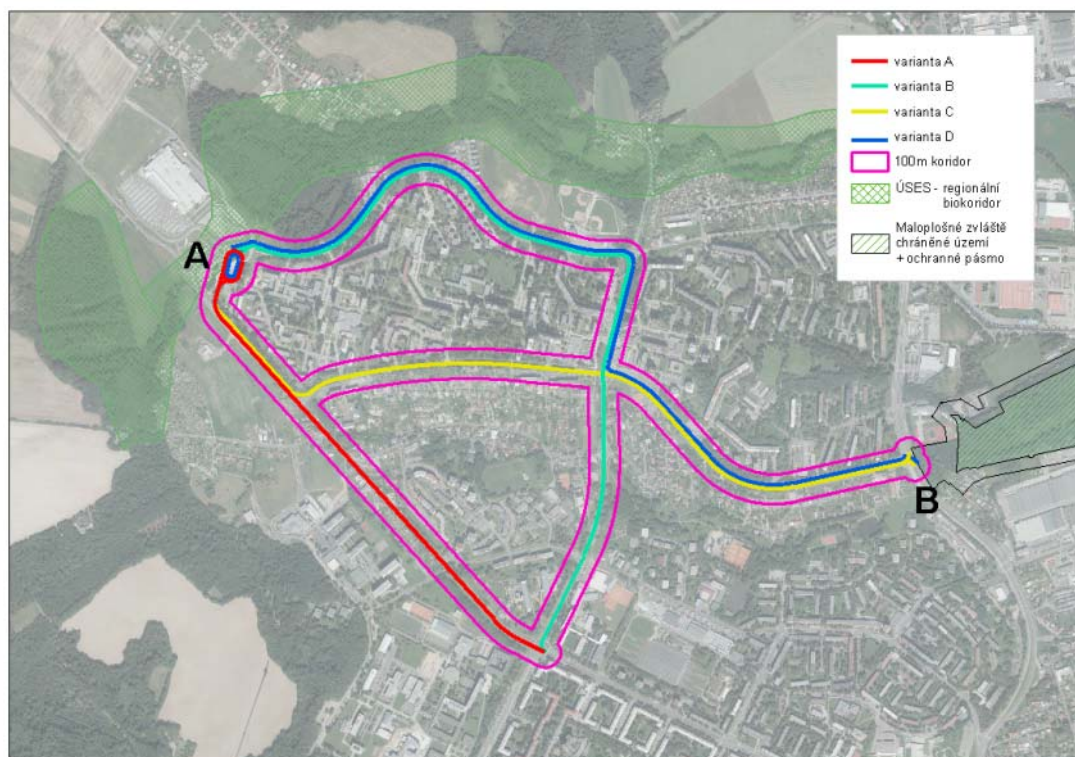 varianta A
varianta B
varianta C
varianta D
100m koridor
ÚSES - regionální
biokoridor
Maloplošné zvláště
chráněné území
+ ochranné pásmo
A
B